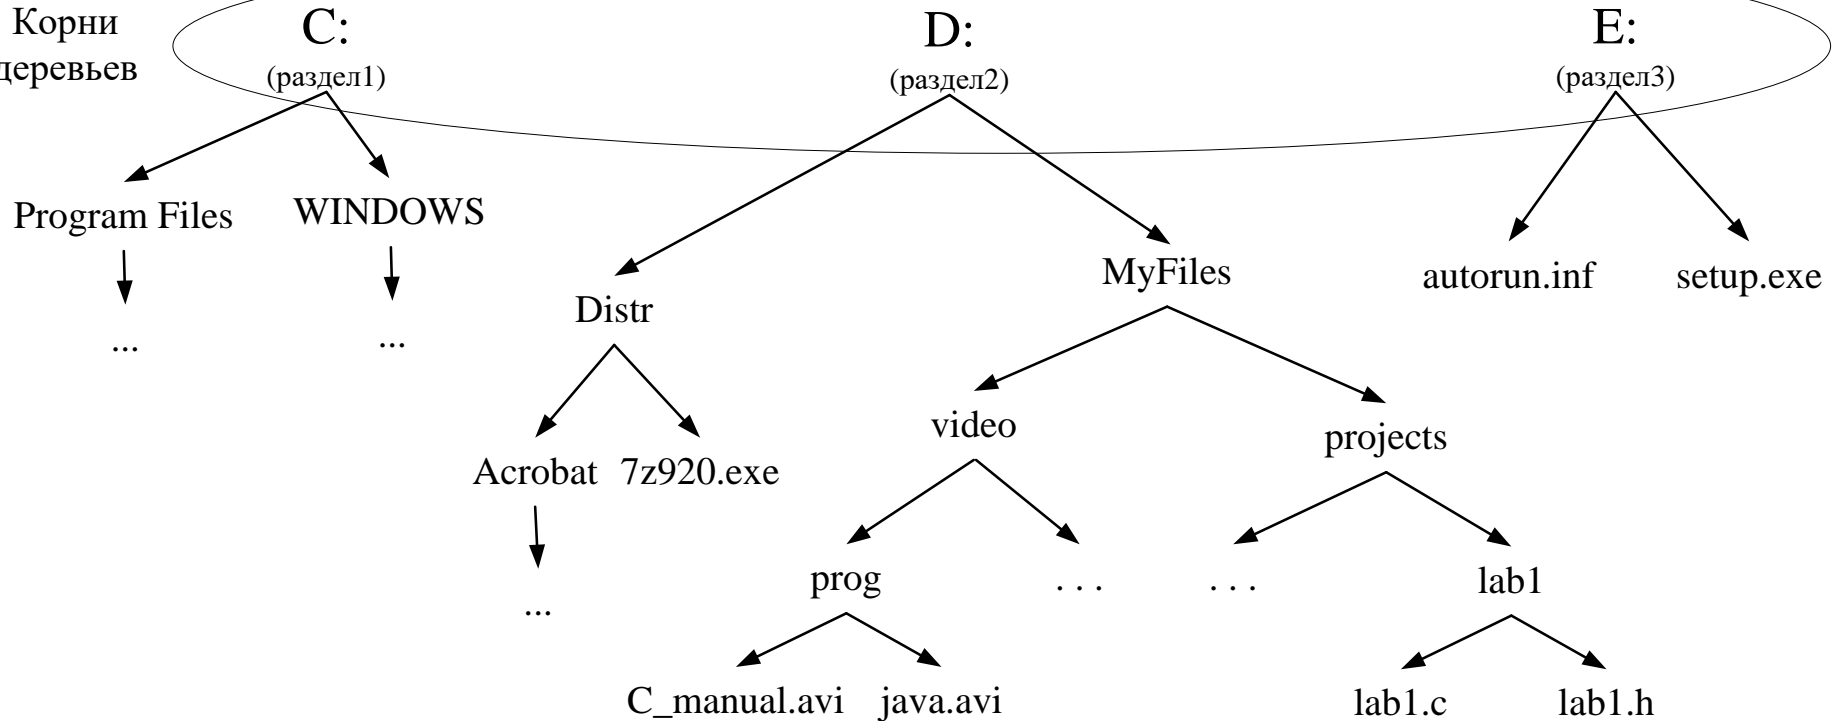 Корни
деревьев
C:
(раздел1)
D:
(раздел2)
E:
(раздел3)
Program Files
WINDOWS
...
...
Distr
MyFiles
autorun.inf
setup.exe
Acrobat
7z920.exe
...
video
projects
prog
. . .
. . .
lab1
C_manual.avi
java.avi
lab1.c
lab1.h